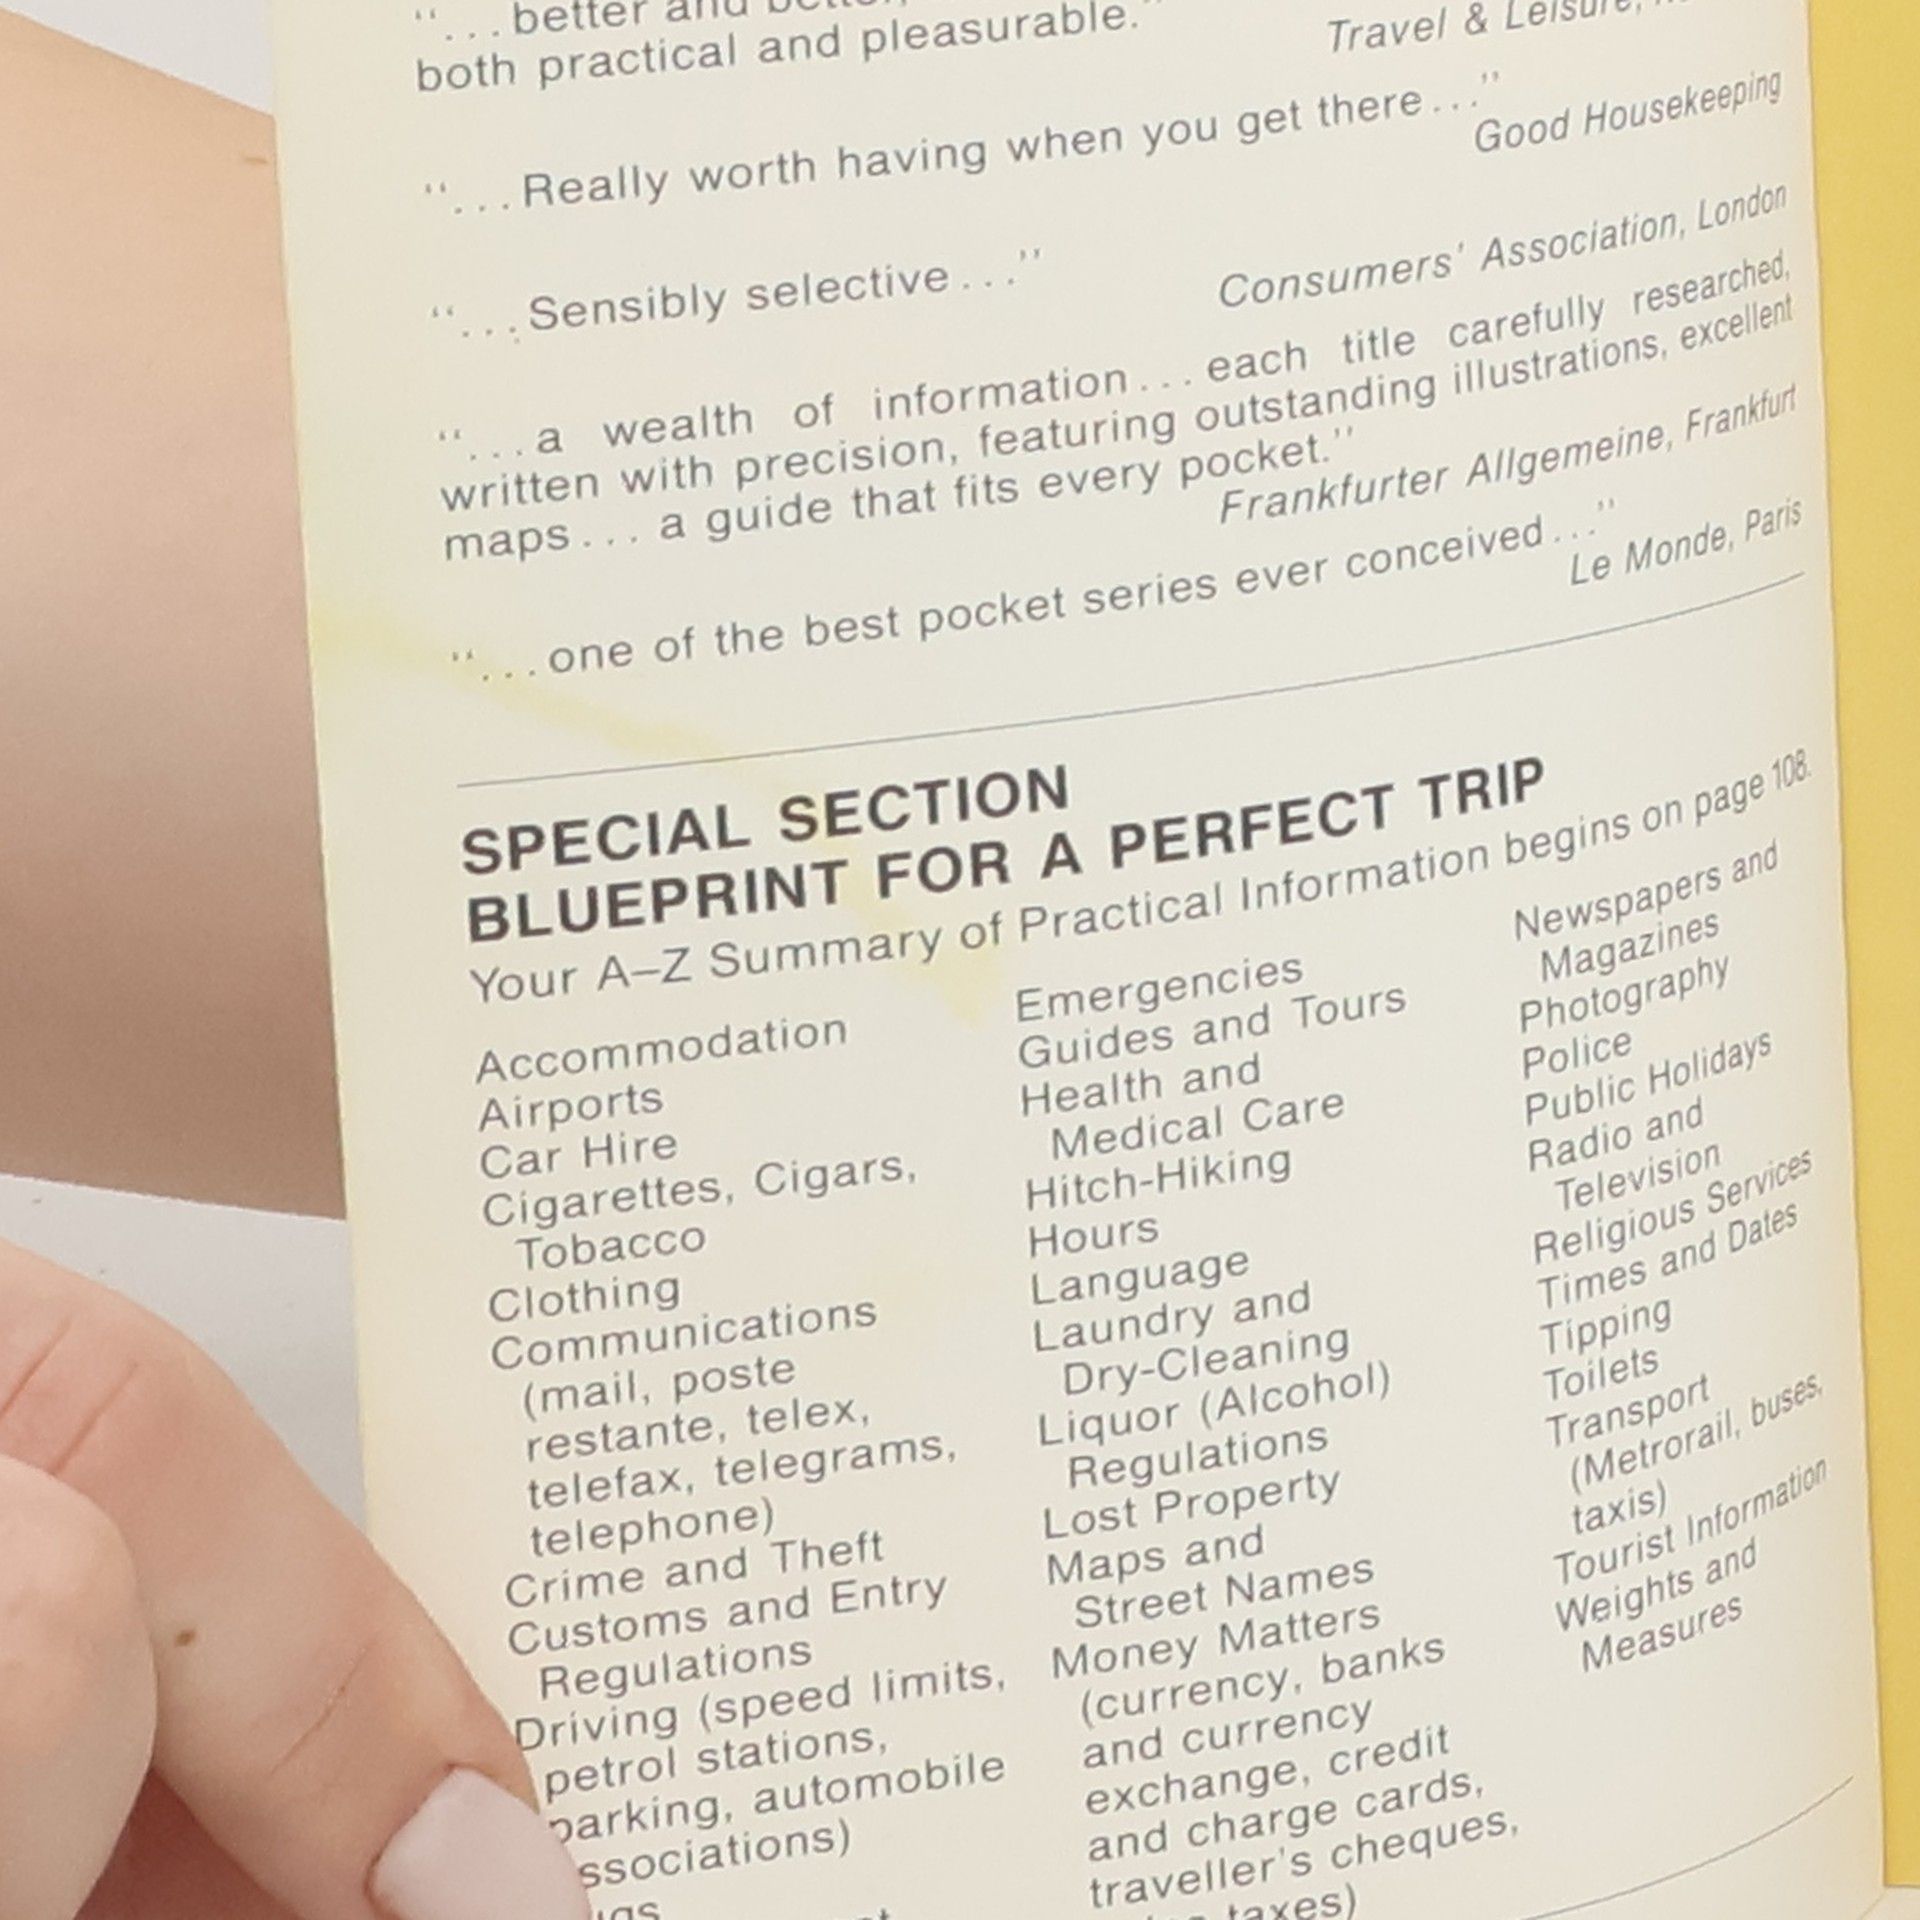 “... better and
both practical and pleasurable.”
Travel & Leisure,
“... Really worth having when you get there...”
Good Housekeeping
“... Sensibly selective...”
Consumers’ Association, London
“... a wealth of information... each title carefully researched,
written with precision, featuring outstanding illustrations, excellent
maps... a guide that fits every pocket.”
Frankfurter Allgemeine, Frankfurt
“... one of the best pocket series ever conceived...”
Le Monde, Paris
SPECIAL SECTION
BLUEPRINT FOR A PERFECT TRIP
Your A–Z Summary of Practical Information begins on page 108.
Accommodation
Airports
Car Hire
Cigarettes, Cigars,
Tobacco
Clothing
Communications
(mail, poste
restante, telex,
telefax, telegrams,
telephone)
Crime and Theft
Customs and Entry
Regulations
Driving (speed limits,
petrol stations,
parking, automobile
ssociations)
Emergencies
Guides and Tours
Health and
Medical Care
Hitch-Hiking
Hours
Language
Laundry and
Dry-Cleaning
Liquor (Alcohol)
Regulations
Lost Property
Maps and
Street Names
Money Matters
(currency, banks
and currency
exchange, credit
and charge cards,
traveller’s cheques,
taxes)
Newspapers and
Magazines
Photography
Police
Public Holidays
Radio and
Television
Religious Services
Times and Dates
Tipping
Toilets
Transport
(Metrorail, buses,
taxis)
Tourist Information
Weights and
Measures